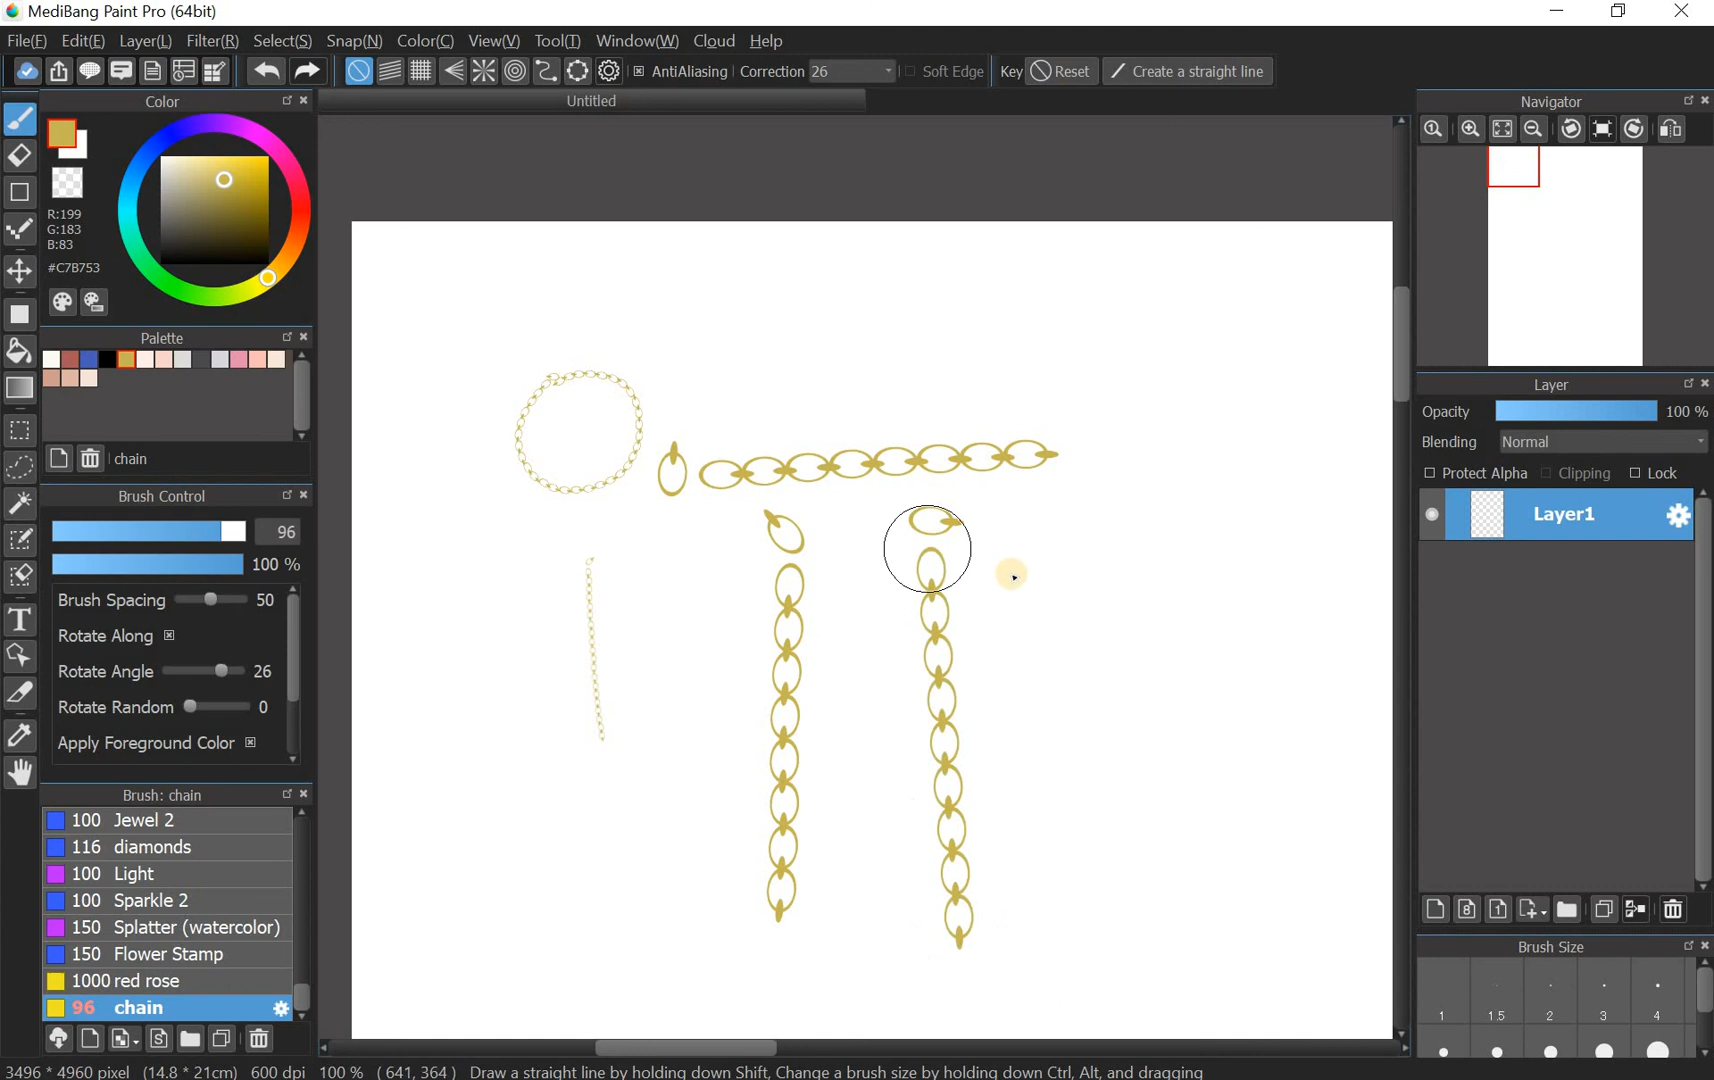 MediBang Paint Pro (64bit)
File(F) Edit(E) Layer(L) Filter(R) Select(S) Snap(N) Color(C) View(V) Tool(T) Window(W) Cloud Help
AntiAliasing Correction 26 Soft Edge Key Reset Create a straight line
Color
Untitled
Navigator
R:199
G:183
B:83
#C7B753
Palette
chain
Brush Control
96
100 %
Brush Spacing 50
Rotate Along
Rotate Angle 26
Rotate Random 0
Apply Foreground Color
Brush: chain
100 Jewel 2
116 diamonds
100 Light
100 Sparkle 2
150 Splatter (watercolor)
150 Flower Stamp
1000 red rose
96 chain
Layer
Opacity 100 %
Blending Normal
Protect Alpha Clipping Lock
Layer1
Brush Size
1 1.5 2 3 4
3496 * 4960 pixel (14.8 * 21cm) 600 dpi 100 % ( 641, 364 ) Draw a straight line by holding down Shift, Change a brush size by holding down Ctrl, Alt, and dragging